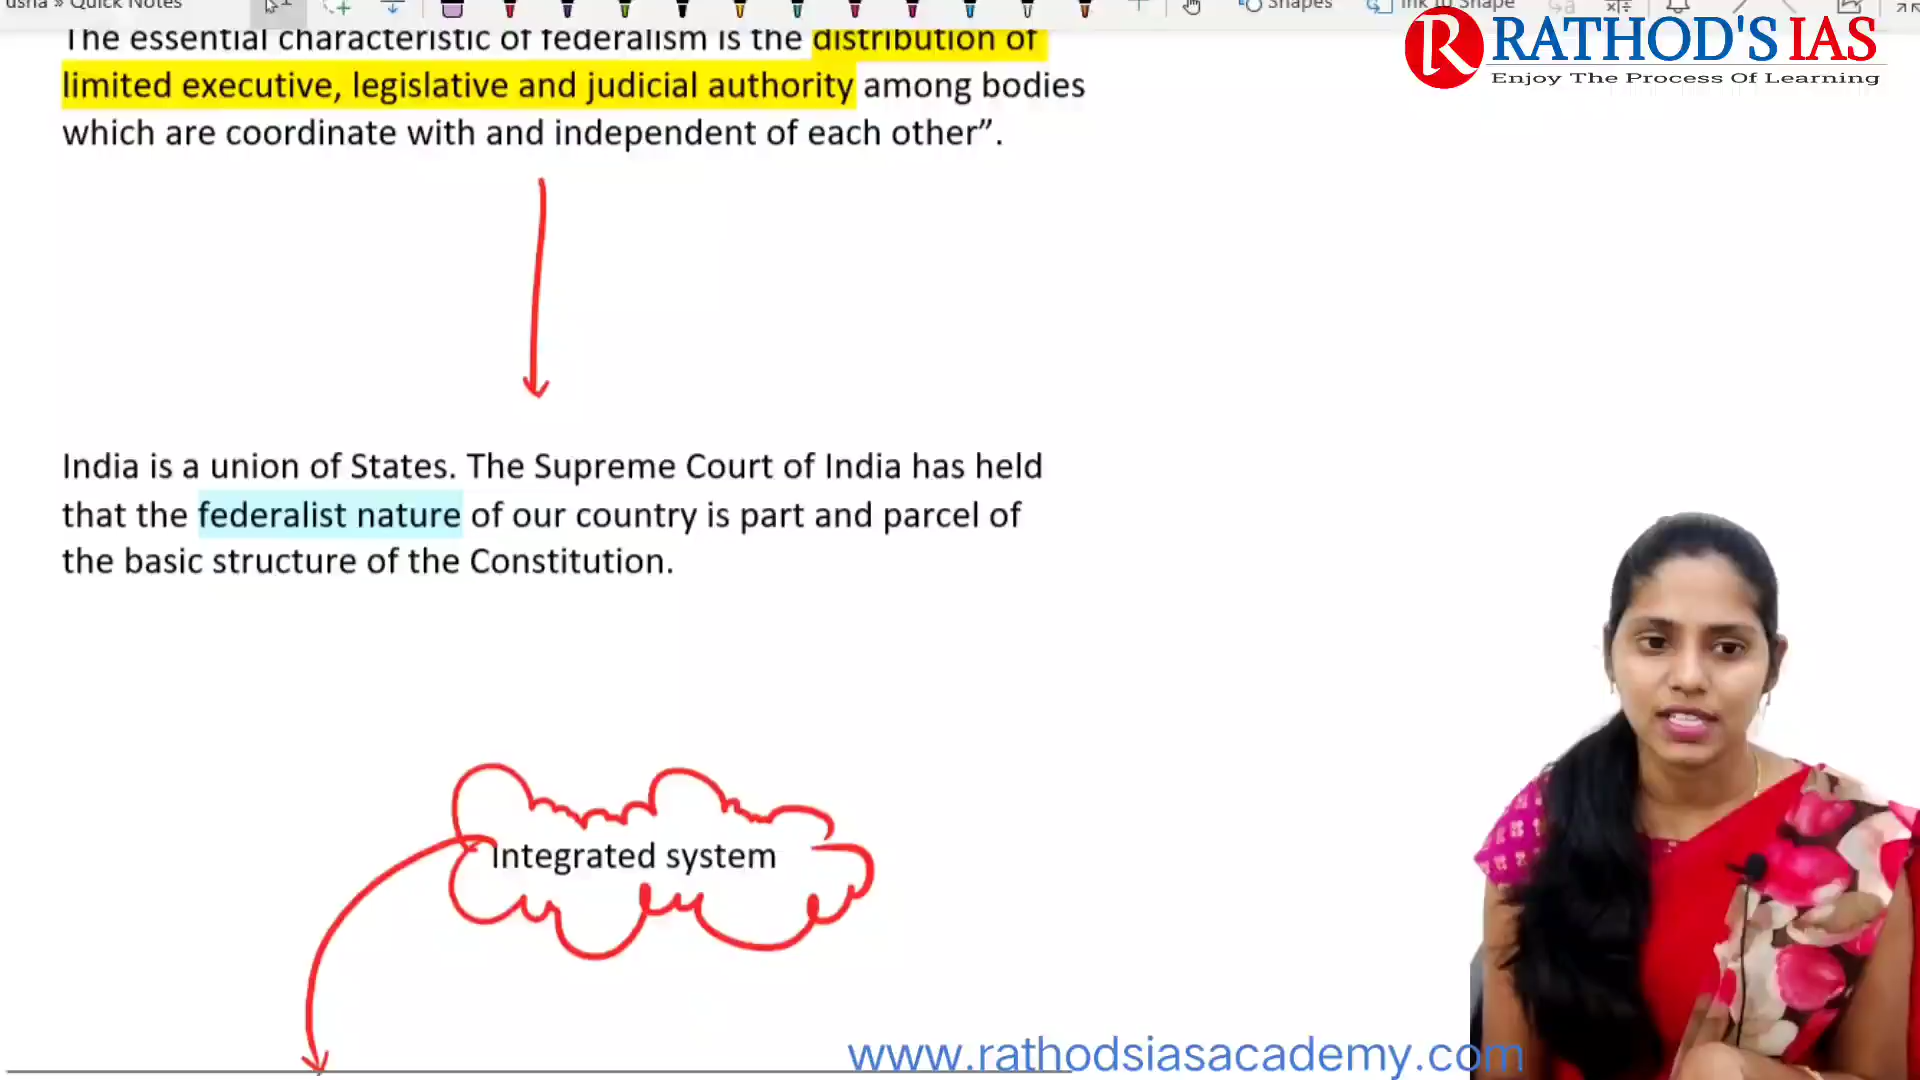 usha » Quick Notes
Shapes
Ink to Shape
RATHOD'S IAS
Enjoy The Process Of Learning
The essential characteristic of federalism is the distribution of
limited executive, legislative and judicial authority among bodies
which are coordinate with and independent of each other”.
India is a union of States. The Supreme Court of India has held
that the federalist nature of our country is part and parcel of
the basic structure of the Constitution.
Integrated system
www.rathodsiasacademy.com